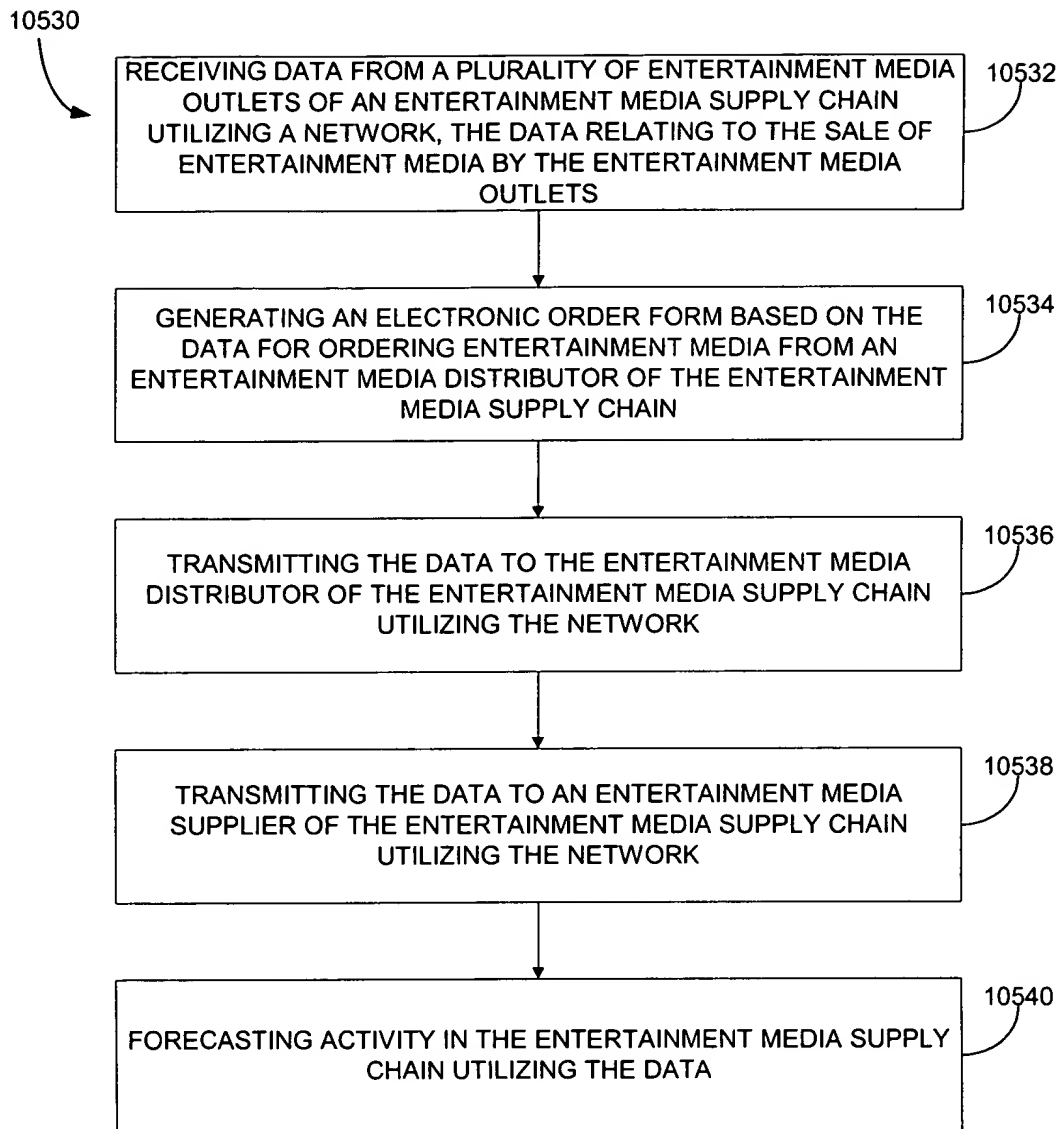 10530
RECEIVING DATA FROM A PLURALITY OF ENTERTAINMENT MEDIA
OUTLETS OF AN ENTERTAINMENT MEDIA SUPPLY CHAIN
UTILIZING A NETWORK, THE DATA RELATING TO THE SALE OF
ENTERTAINMENT MEDIA BY THE ENTERTAINMENT MEDIA
OUTLETS
10532
GENERATING AN ELECTRONIC ORDER FORM BASED ON THE
DATA FOR ORDERING ENTERTAINMENT MEDIA FROM AN
ENTERTAINMENT MEDIA DISTRIBUTOR OF THE ENTERTAINMENT
MEDIA SUPPLY CHAIN
10534
TRANSMITTING THE DATA TO THE ENTERTAINMENT MEDIA
DISTRIBUTOR OF THE ENTERTAINMENT MEDIA SUPPLY CHAIN
UTILIZING THE NETWORK
10536
TRANSMITTING THE DATA TO AN ENTERTAINMENT MEDIA
SUPPLIER OF THE ENTERTAINMENT MEDIA SUPPLY CHAIN
UTILIZING THE NETWORK
10538
FORECASTING ACTIVITY IN THE ENTERTAINMENT MEDIA SUPPLY
CHAIN UTILIZING THE DATA
10540